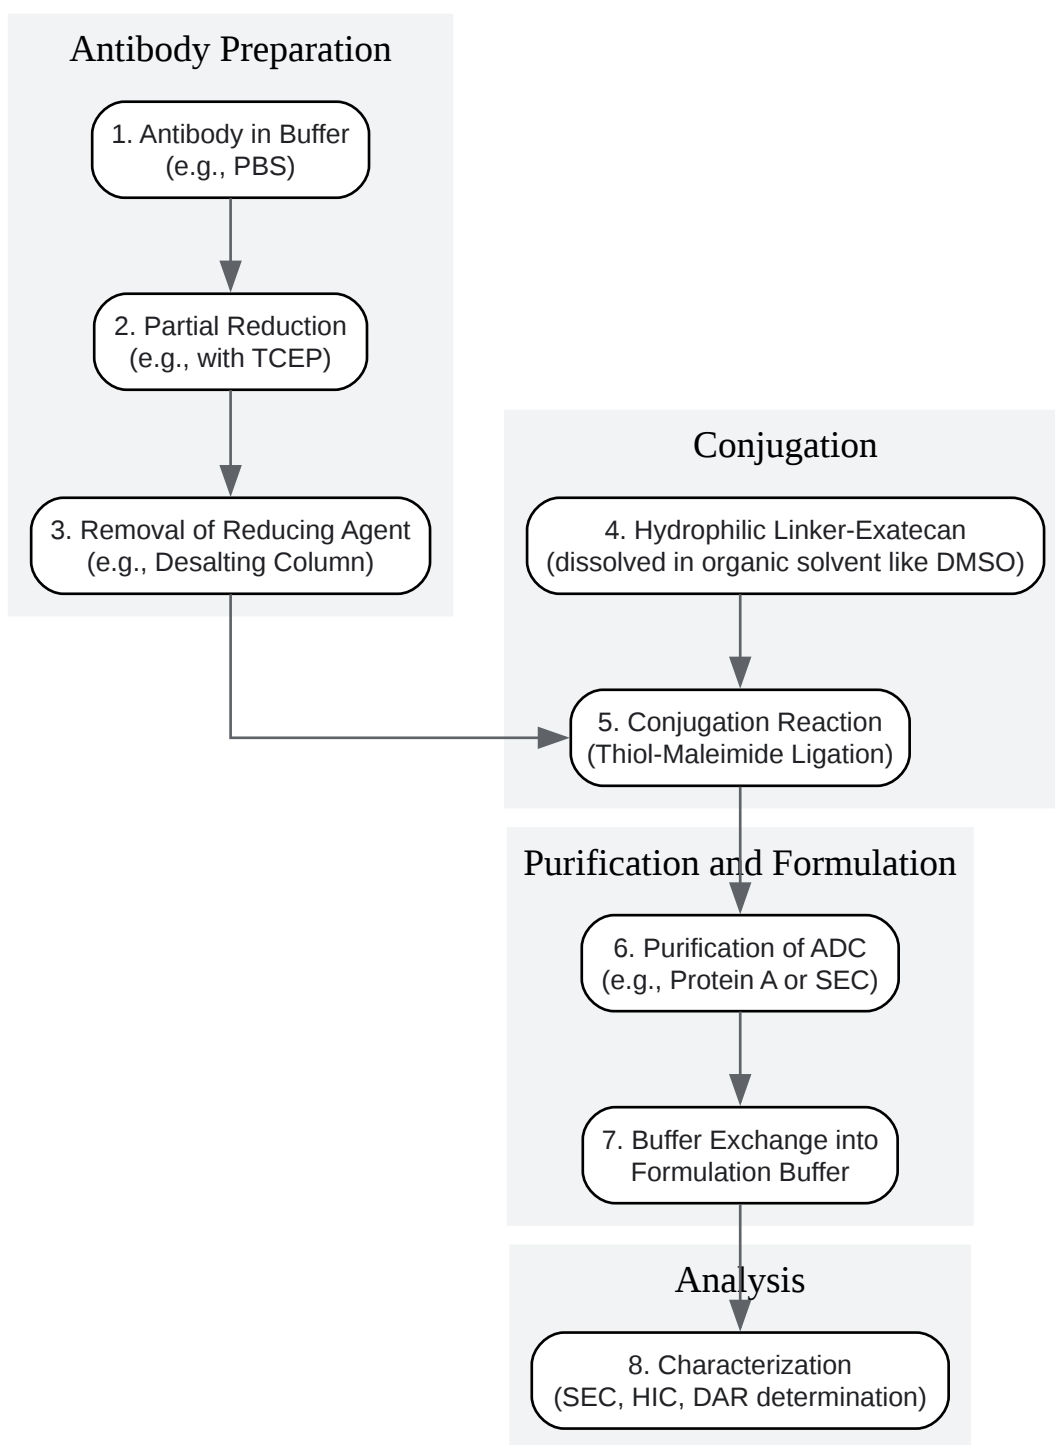 Antibody Preparation
1. Antibody in Buffer
(e.g., PBS)
2. Partial Reduction
(e.g., with TCEP)
3. Removal of Reducing Agent
(e.g., Desalting Column)
Conjugation
4. Hydrophilic Linker-Exatecan
(dissolved in organic solvent like DMSO)
5. Conjugation Reaction
(Thiol-Maleimide Ligation)
Purification and Formulation
6. Purification of ADC
(e.g., Protein A or SEC)
7. Buffer Exchange into
Formulation Buffer
Analysis
8. Characterization
(SEC, HIC, DAR determination)